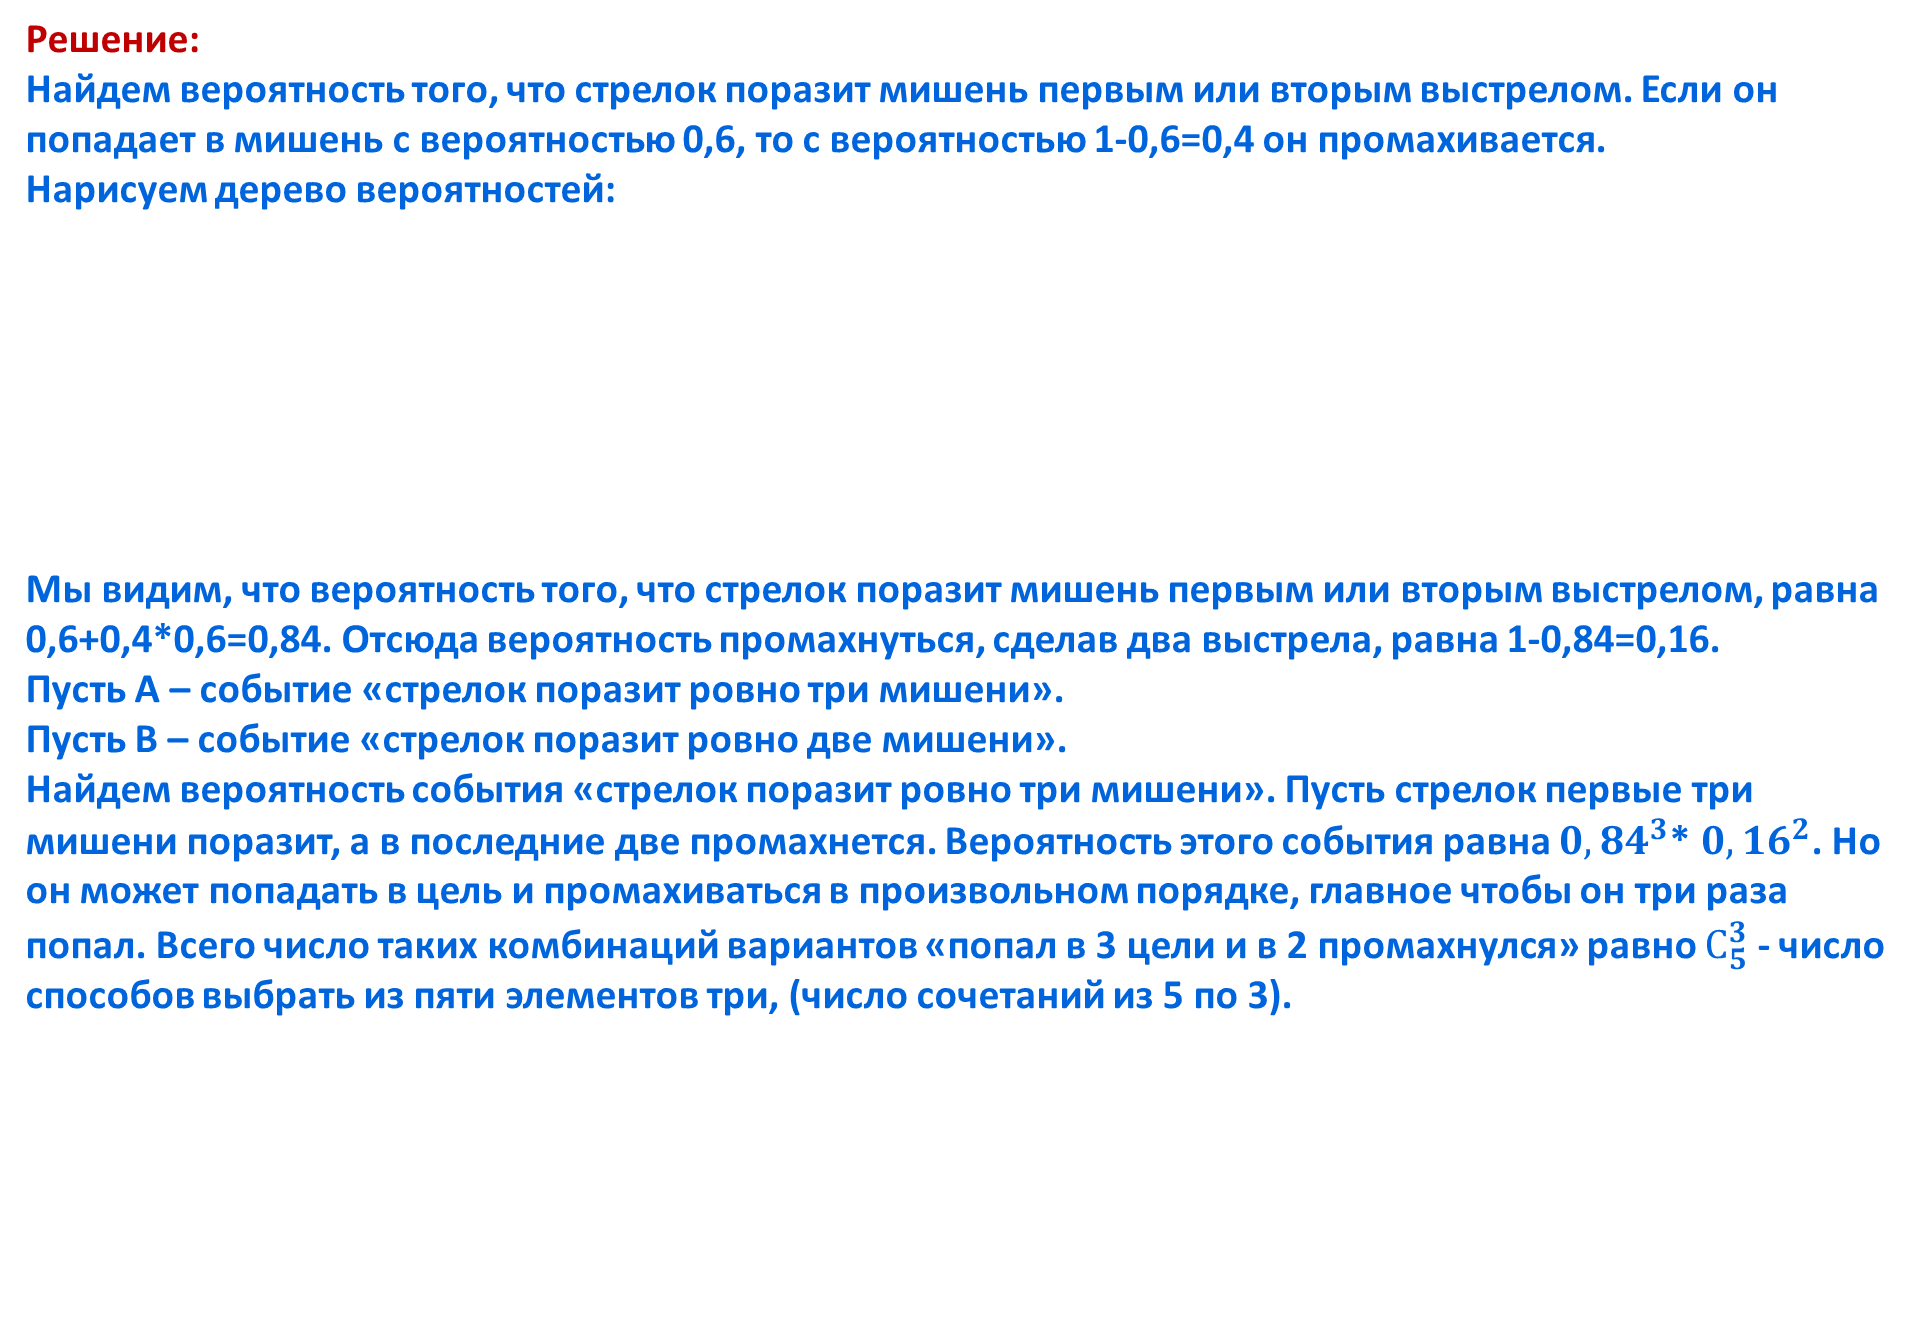 Решение:
Найдем вероятность того, что стрелок поразит мишень первым или вторым выстрелом. Если он
попадает в мишень с вероятностью 0,6, то с вероятностью 1-0,6=0,4 он промахивается.
Нарисуем дерево вероятностей:
Мы видим, что вероятность того, что стрелок поразит мишень первым или вторым выстрелом, равна
0,6+0,4*0,6=0,84. Отсюда вероятность промахнуться, сделав два выстрела, равна 1-0,84=0,16.
Пусть А – событие «стрелок поразит ровно три мишени».
Пусть В – событие «стрелок поразит ровно две мишени».
Найдем вероятность события «стрелок поразит ровно три мишени». Пусть стрелок первые три
мишени поразит, а в последние две промахнется. Вероятность этого события равна 0,84³* 0,16². Но
он может попадать в цель и промахиваться в произвольном порядке, главное чтобы он три раза
попал. Всего число таких комбинаций вариантов «попал в 3 цели и в 2 промахнулся» равно С₅³ - число
способов выбрать из пяти элементов три, (число сочетаний из 5 по 3).